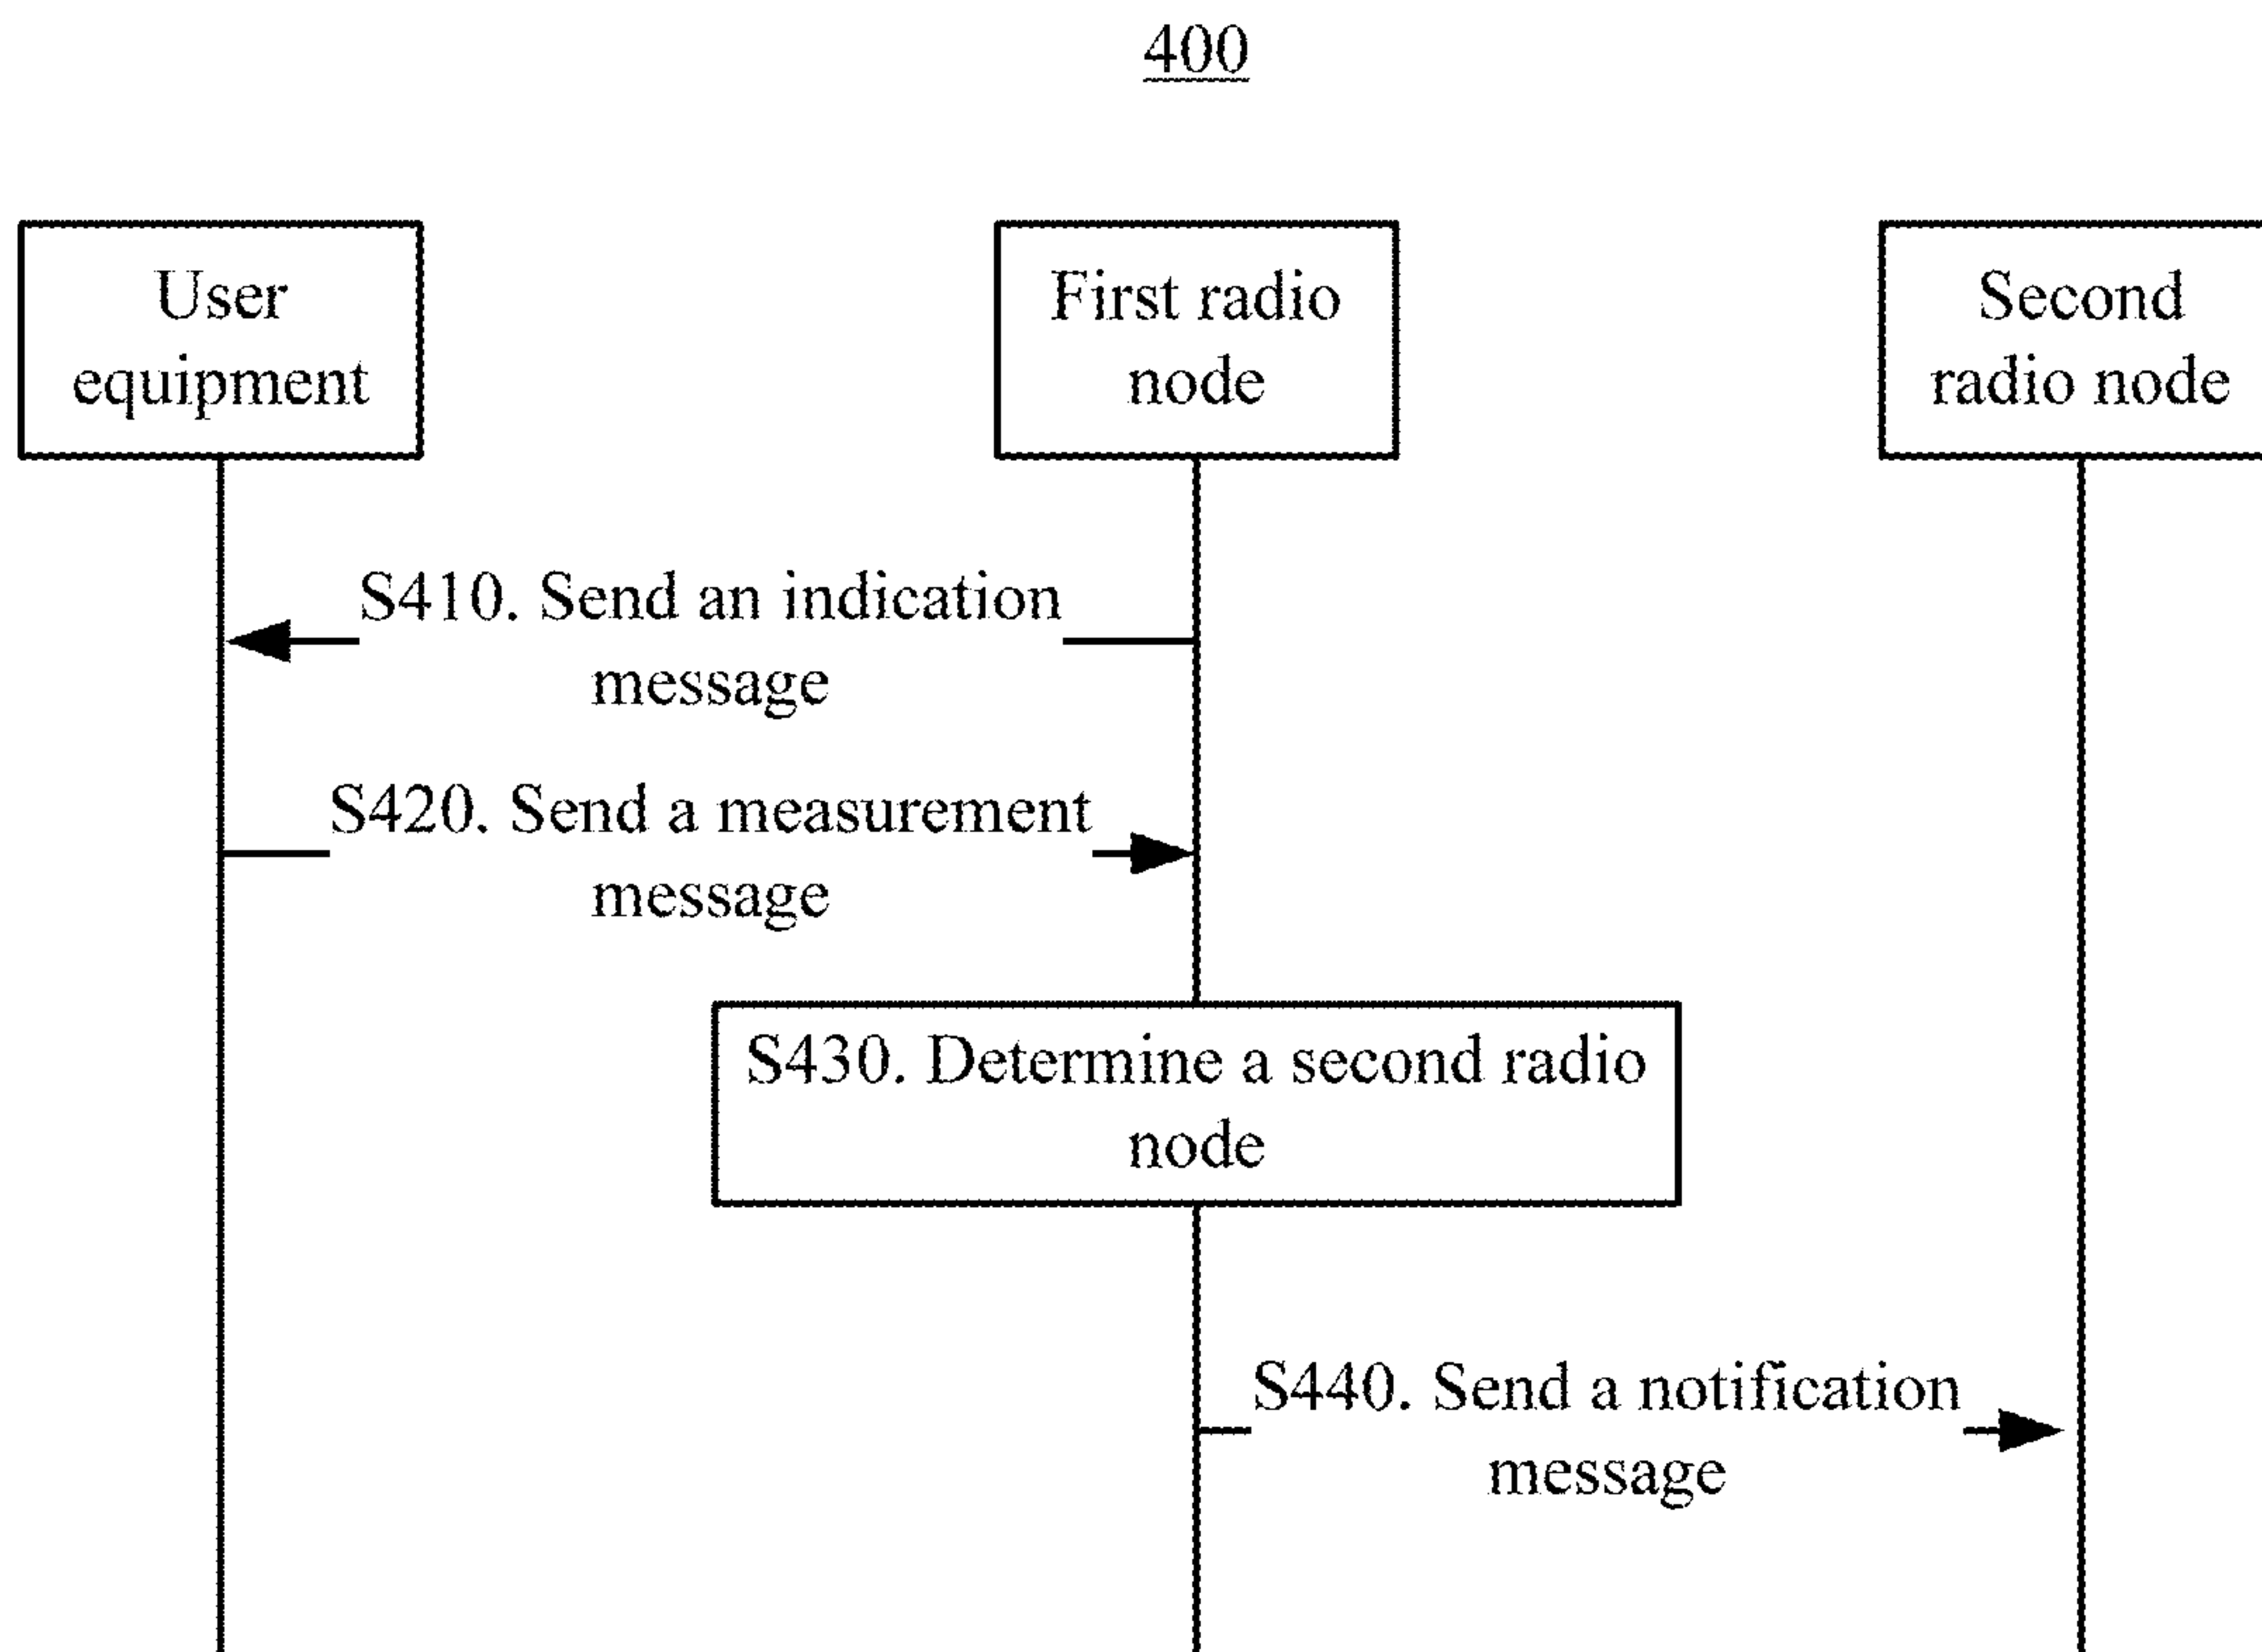 400
User
equipment
First radio
node
Second
radio node
S410. Send an indication
message
S420. Send a measurement
message
S430. Determine a second radio
node
S440. Send a notification
message